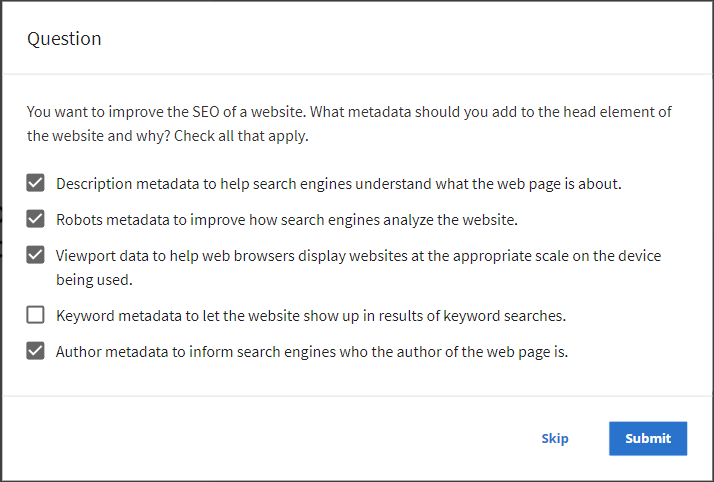 Question
You want to improve the SEO of a website. What metadata should you add to the head element of
the website and why? Check all that apply.
Description metadata to help search engines understand what the web page is about.
Robots metadata to improve how search engines analyze the website.
Viewport data to help web browsers display websites at the appropriate scale on the device
being used.
Keyword metadata to let the website show up in results of keyword searches.
Author metadata to inform search engines who the author of the web page is.
Skip
Submit